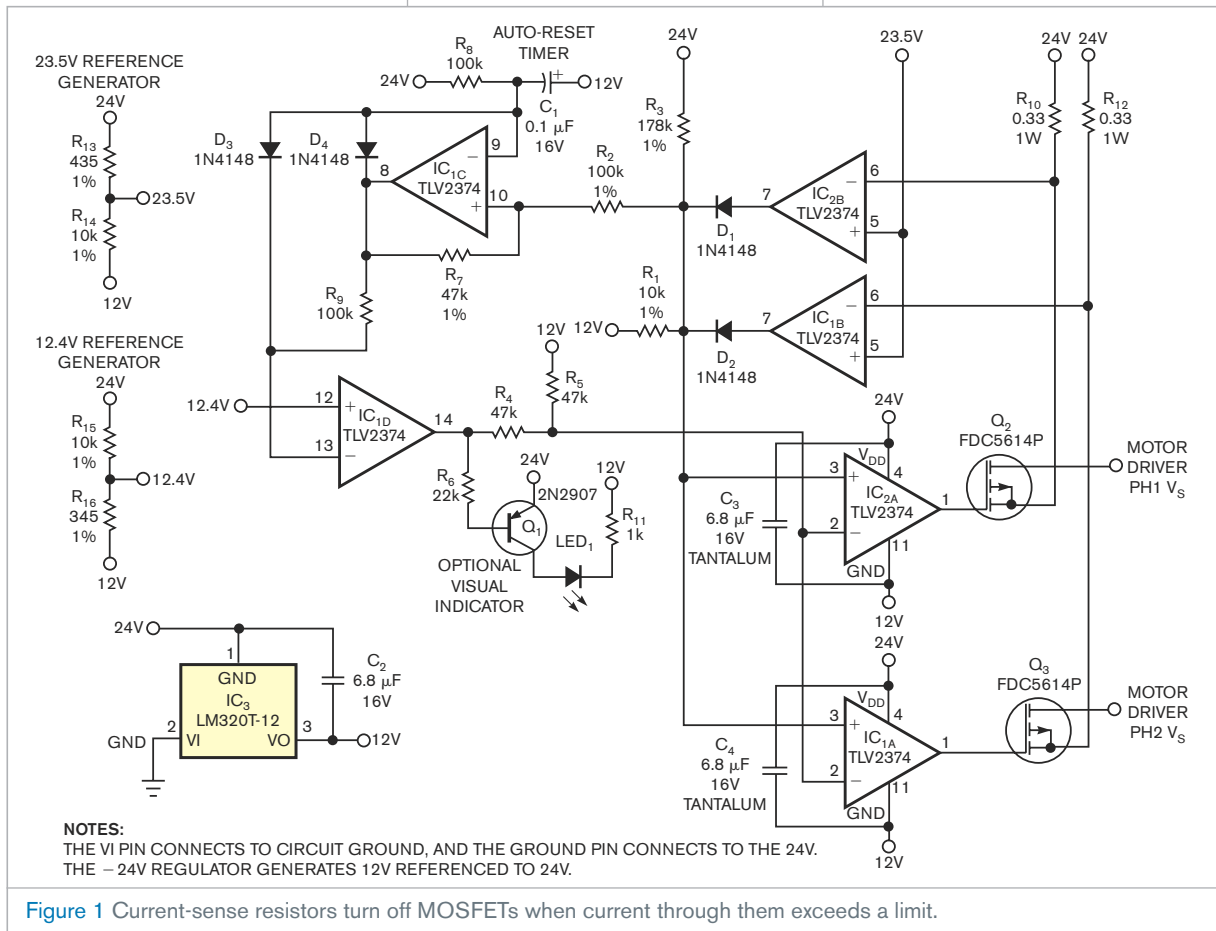 23.5V REFERENCE
GENERATOR
24V
R13
435
1%
23.5V
R14
10k
1%
12V
12.4V REFERENCE
GENERATOR
24V
R15
10k
1%
12.4V
R16
345
1%
12V
24V
R8
100k
AUTO-RESET
TIMER
12V
C1
0.1 µF
16V
D3
1N4148
D4
1N4148
8
9
10
−
+
IC1C
TLV2374
R2
100k
1%
R7
47k
1%
R9
100k
24V
R3
178k
1%
D1
1N4148
7
IC2B
TLV2374
−
+
6
5
23.5V
24V
24V
R10
0.33
1W
R12
0.33
1W
12V
R1
10k
1%
D2
1N4148
7
IC1B
TLV2374
6
5
−
+
12.4V
12
13
+
−
IC1D
TLV2374
14
R4
47k
12V
R5
47k
R6
22k
24V
2N2907
Q1
12V
R11
1k
LED1
OPTIONAL
VISUAL
INDICATOR
24V
VDD
4
3
2
+
−
IC2A
TLV2374
1
11
GND
12V
C3
6.8 µF
16V
TANTALUM
Q2
FDC5614P
MOTOR
DRIVER
PH1 VS
24V
VDD
4
3
2
+
−
IC1A
TLV2374
1
11
GND
12V
C4
6.8 µF
16V
TANTALUM
Q3
FDC5614P
MOTOR
DRIVER
PH2 VS
24V
1
GND
IC3
LM320T-12
VI
VO
2
3
GND
12V
C2
6.8 µF
16V
NOTES:
THE VI PIN CONNECTS TO CIRCUIT GROUND, AND THE GROUND PIN CONNECTS TO THE 24V.
THE −24V REGULATOR GENERATES 12V REFERENCED TO 24V.
Figure 1 Current-sense resistors turn off MOSFETs when current through them exceeds a limit.